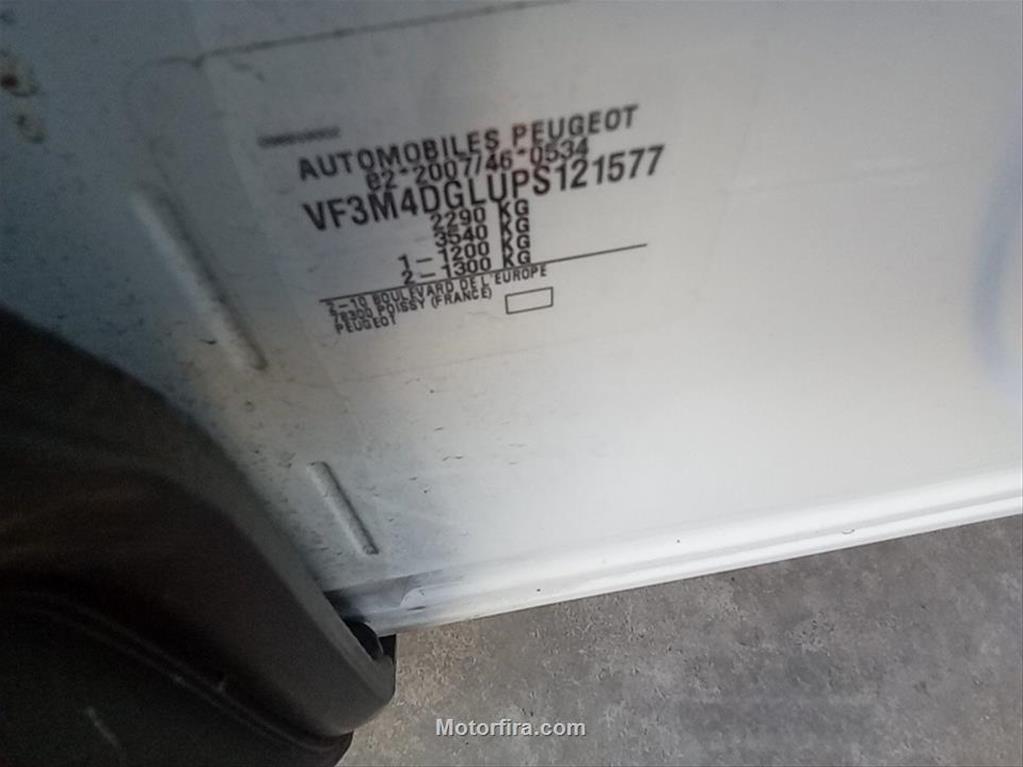 AUTOMOBILES PEUGEOT
e2*2007/46*0534
VF3M4DGLUPS121577
2290 KG
3540 KG
1-1200 KG
2-1300 KG
2-10 BOULEVARD DE L'EUROPE
78300 POISSY (FRANCE)
PEUGEOT
Motorfira.com